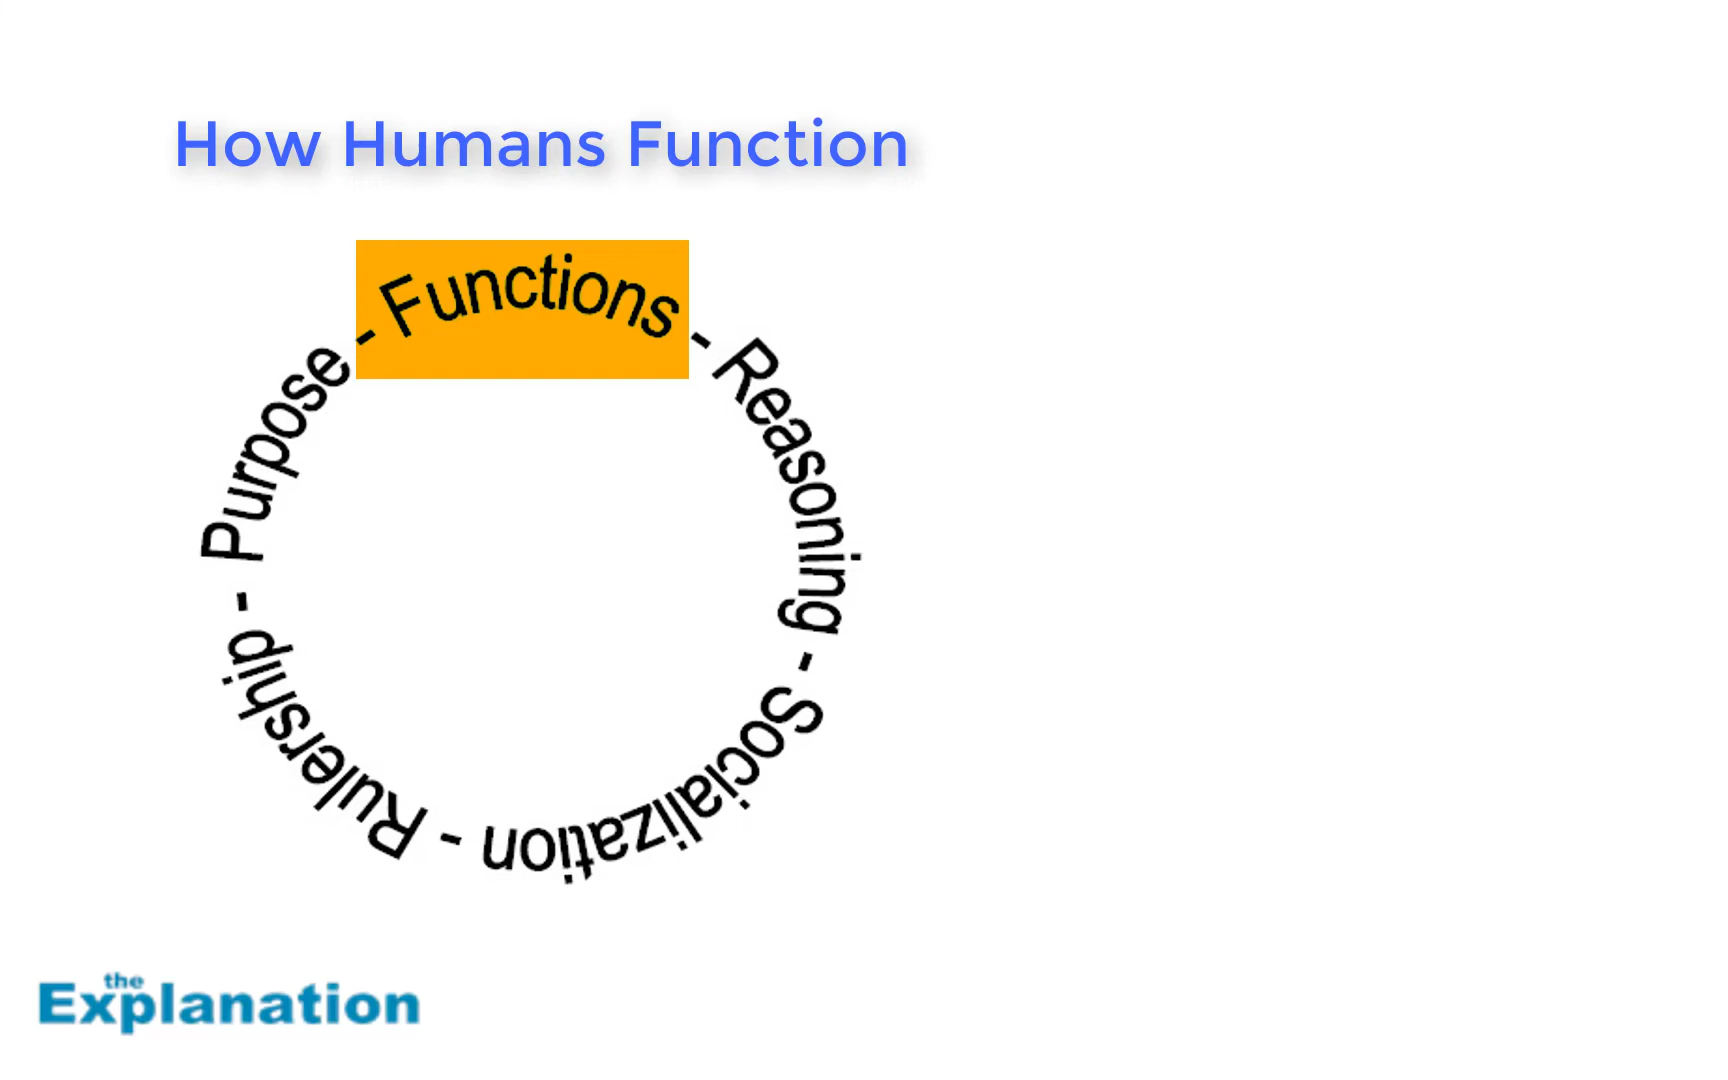 How Humans Function
- Functions - Reasoning - Socialization - Rulership - Purpose
the
Explanation